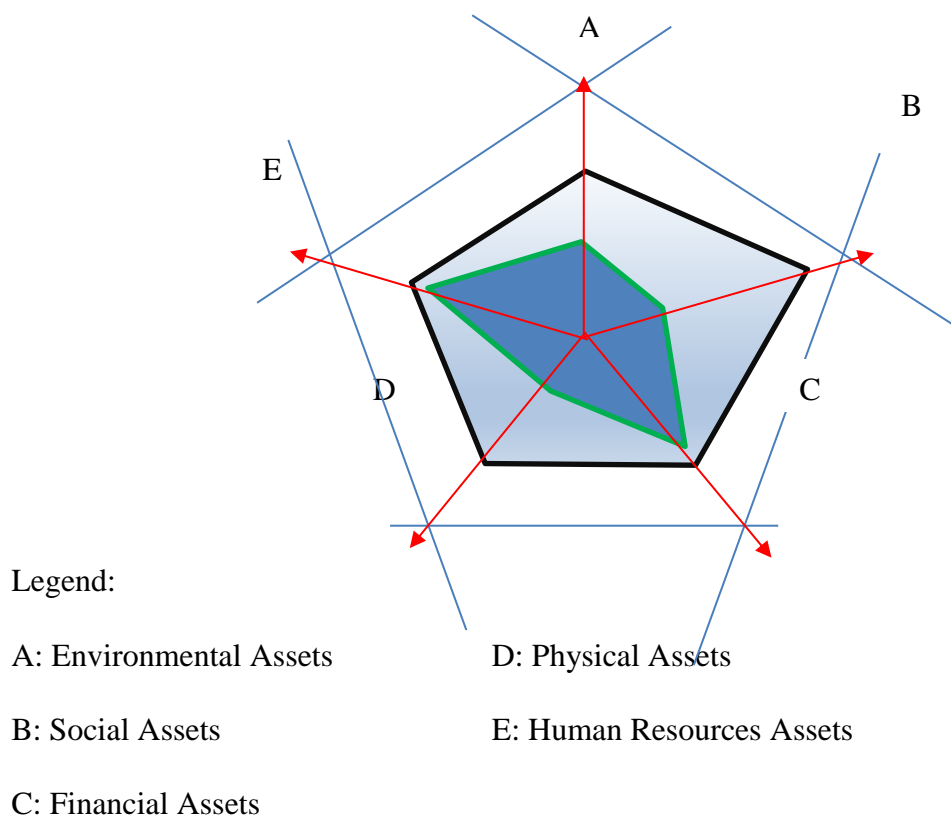 A
B
E
D
C
Legend:
A: Environmental Assets
D: Physical Assets
B: Social Assets
E: Human Resources Assets
C: Financial Assets